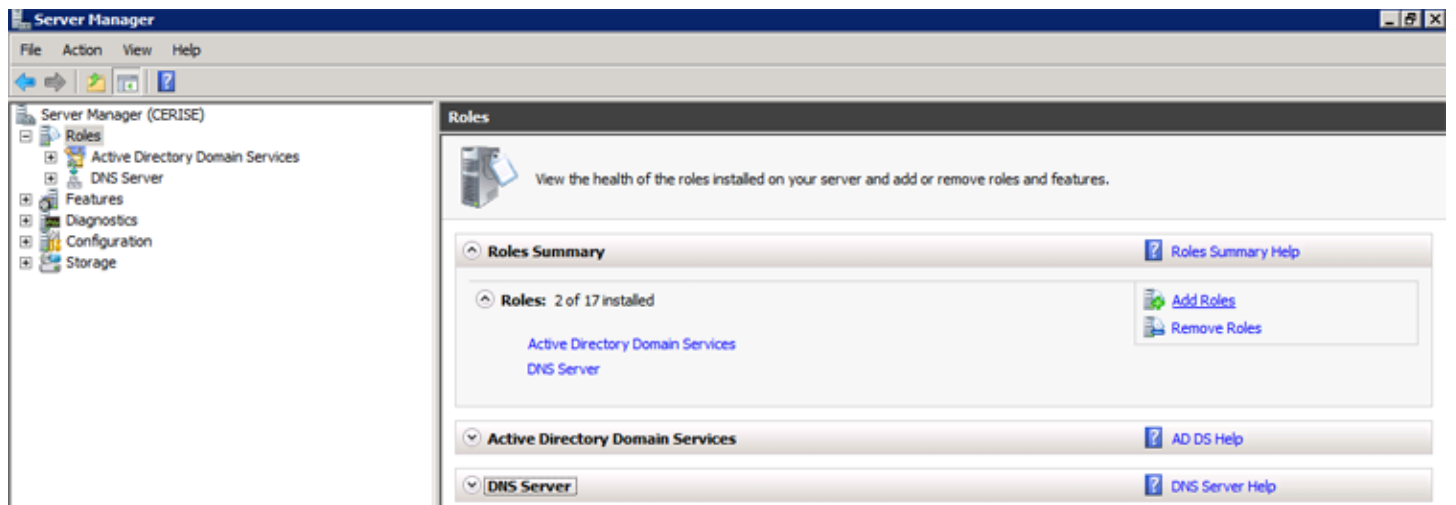 Server Manager
File Action View Help
Server Manager (CERISE)
Roles
Active Directory Domain Services
DNS Server
Features
Diagnostics
Configuration
Storage
Roles
View the health of the roles installed on your server and add or remove roles and features.
Roles Summary
Roles Summary Help
Roles: 2 of 17 installed
Add Roles
Remove Roles
Active Directory Domain Services
DNS Server
Active Directory Domain Services
AD DS Help
DNS Server
DNS Server Help